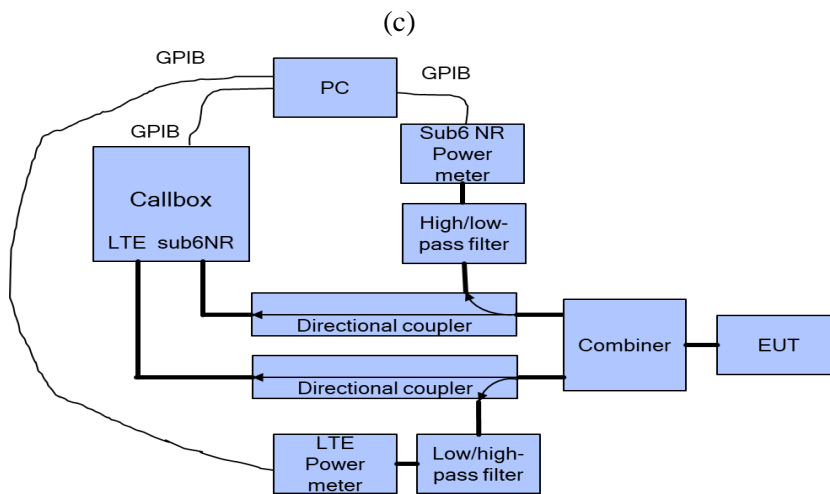 (c)
GPIB
PC
GPIB
GPIB
Sub6 NR
Power
meter
Callbox
LTE sub6NR
High/low-
pass filter
Directional coupler
Combiner
EUT
Directional coupler
LTE
Power
meter
Low/high-
pass filter